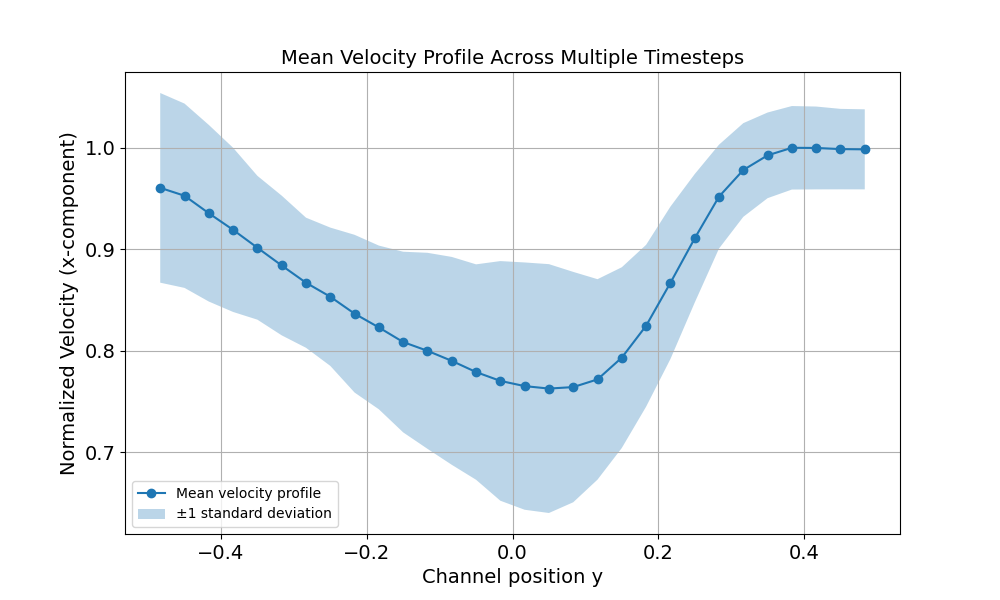 Mean Velocity Profile Across Multiple Timesteps
Normalized Velocity (x-component)
1.0
0.9
0.8
0.7
Mean velocity profile
±1 standard deviation
−0.4 −0.2 0.0 0.2 0.4
Channel position y